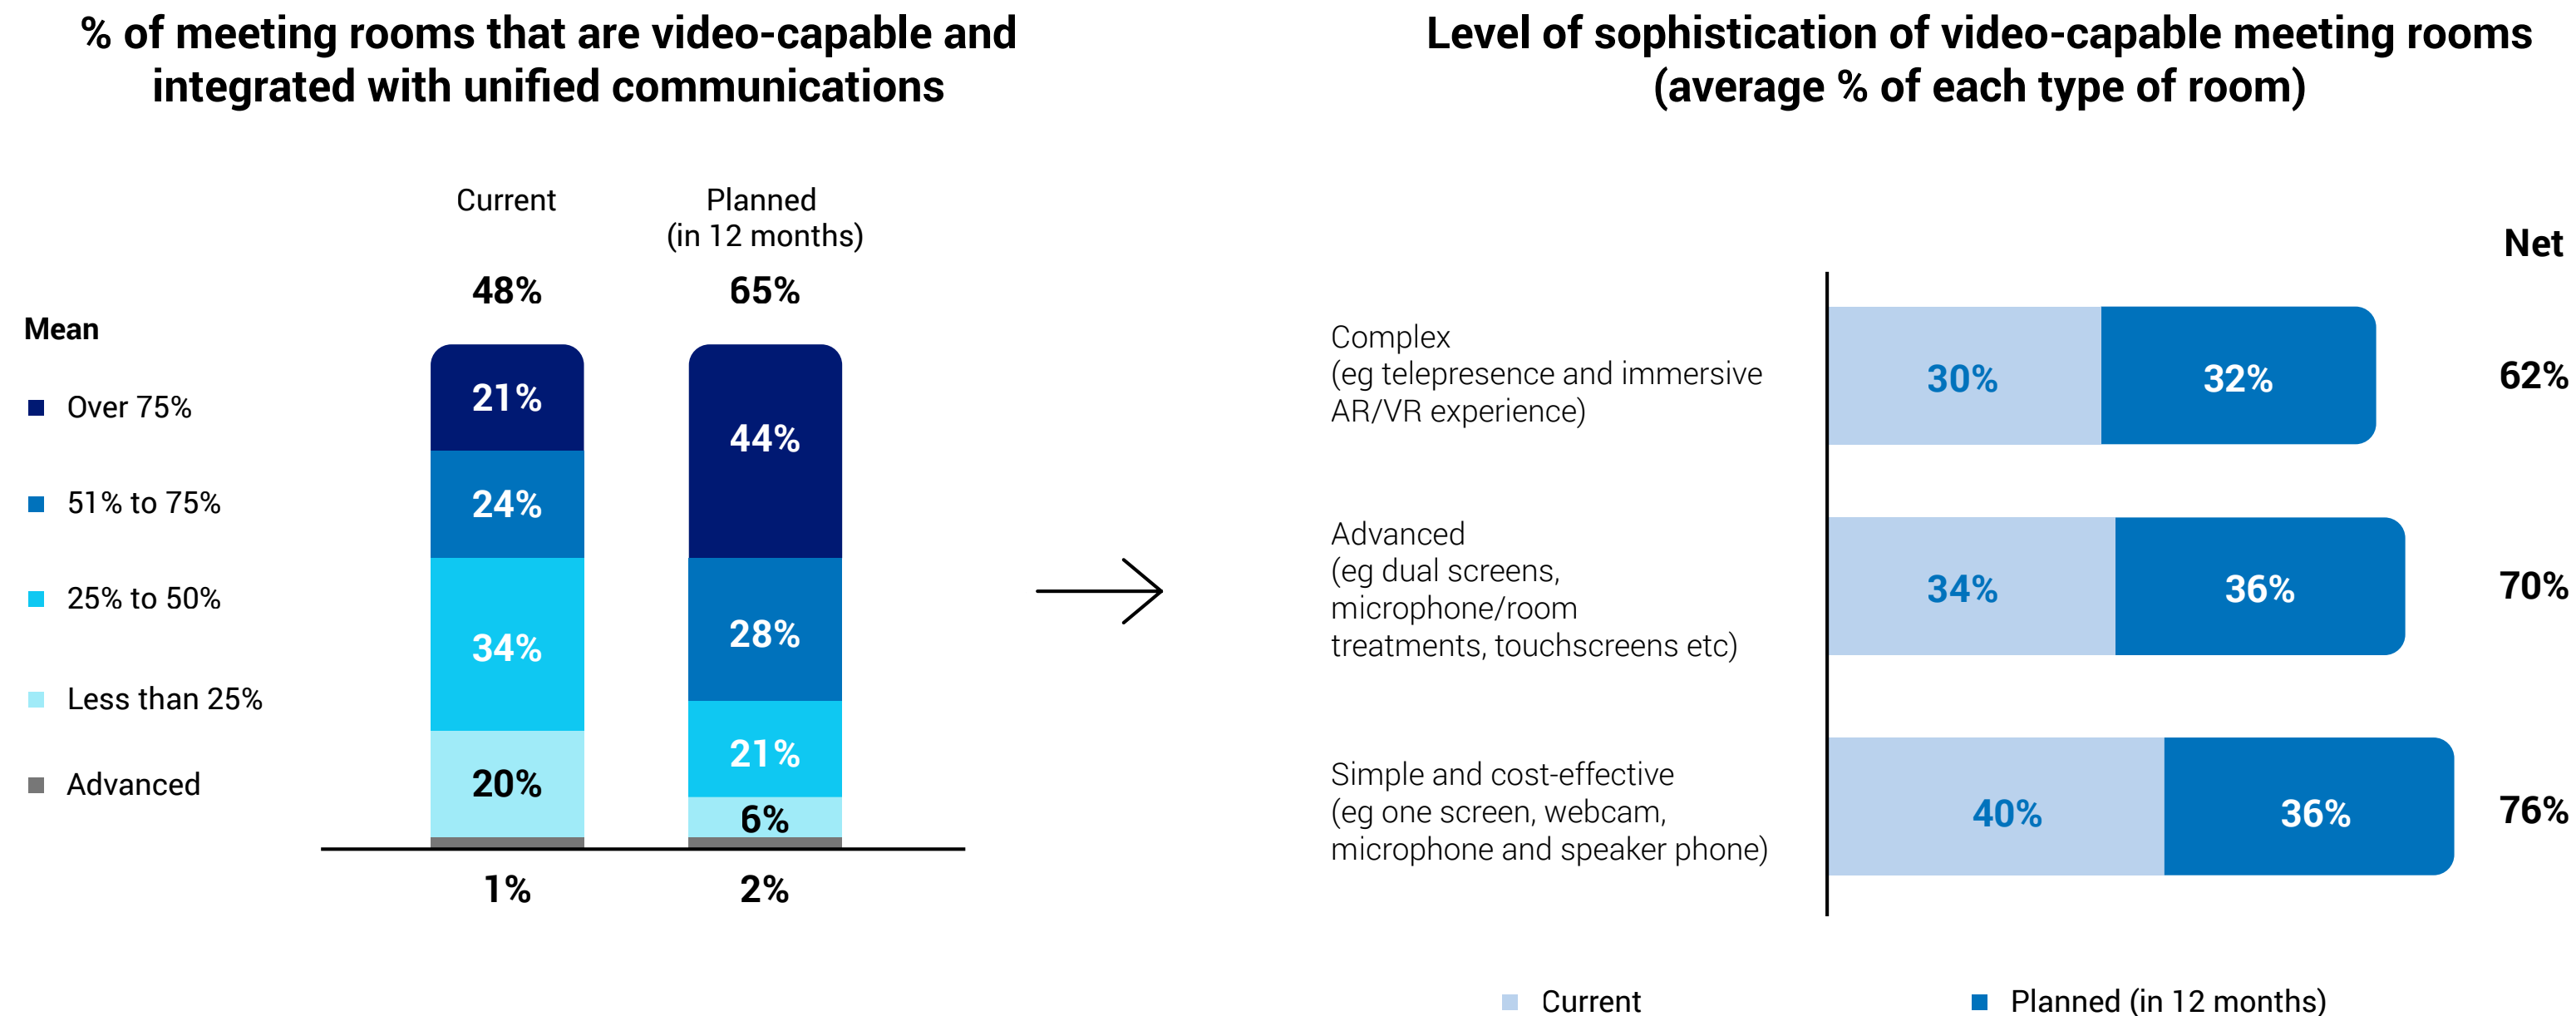 % of meeting rooms that are video-capable and
integrated with unified communications
Current
Planned
(in 12 months)
48%
65%
Mean
Over 75%
51% to 75%
25% to 50%
Less than 25%
Advanced
21%
24%
34%
20%
1%
44%
28%
21%
6%
2%
Level of sophistication of video-capable meeting rooms
(average % of each type of room)
Net
Complex
(eg telepresence and immersive
AR/VR experience)
30%
32%
62%
Advanced
(eg dual screens,
microphone/room
treatments, touchscreens etc)
34%
36%
70%
Simple and cost-effective
(eg one screen, webcam,
microphone and speaker phone)
40%
36%
76%
Current
Planned (in 12 months)